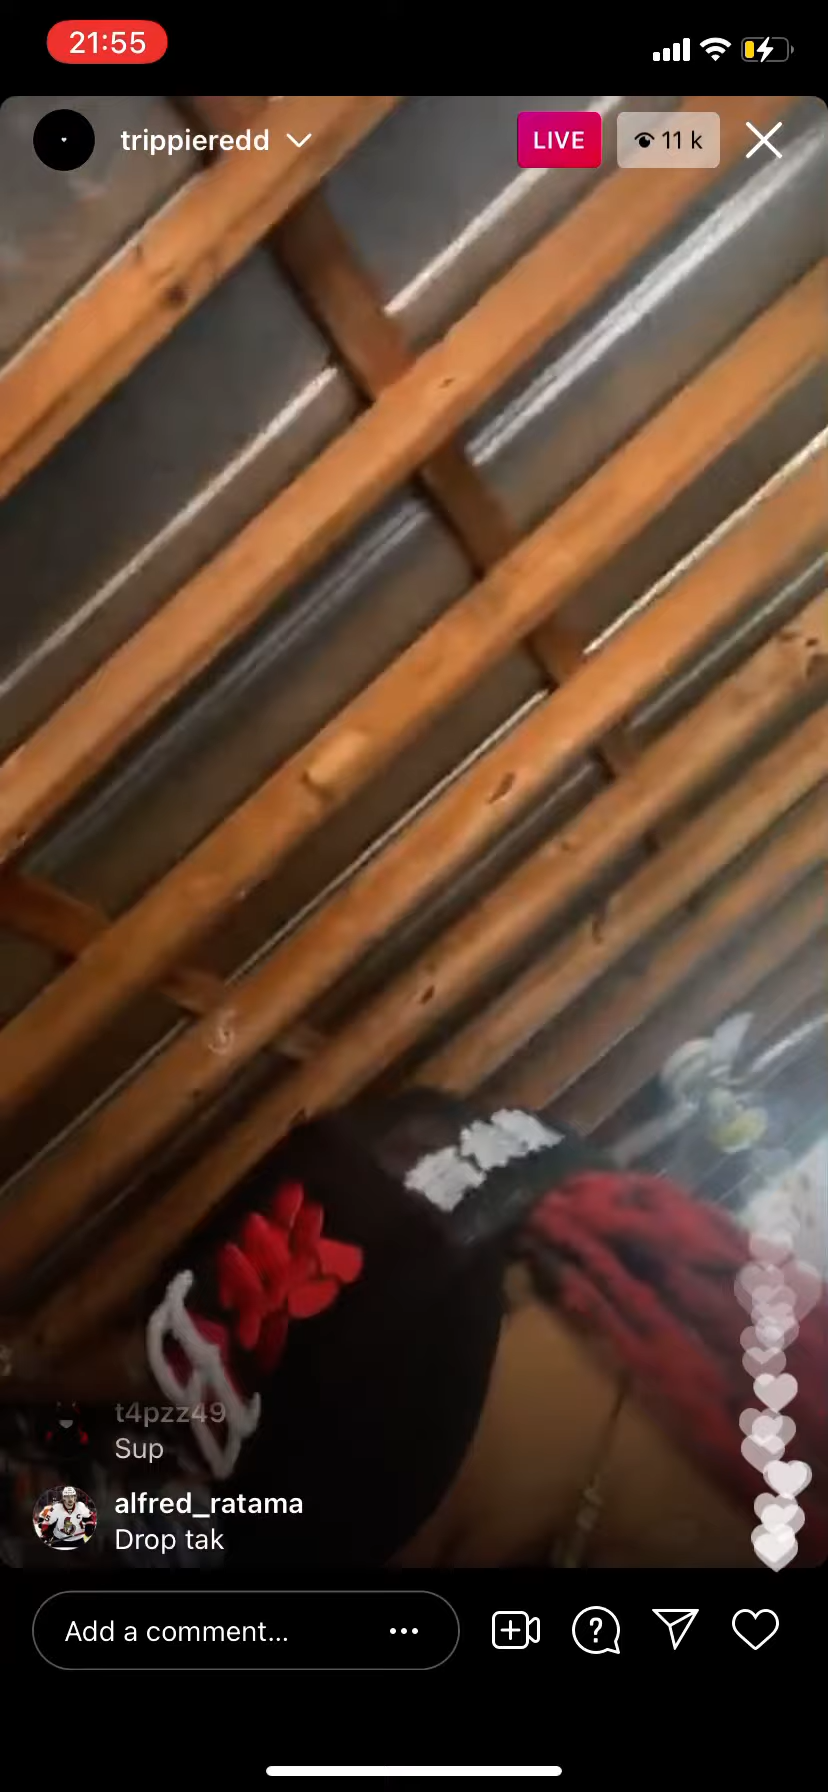 21:55
trippieredd
LIVE
11 k
t4pzz49
Sup
alfred_ratama
Drop tak
Add a comment...